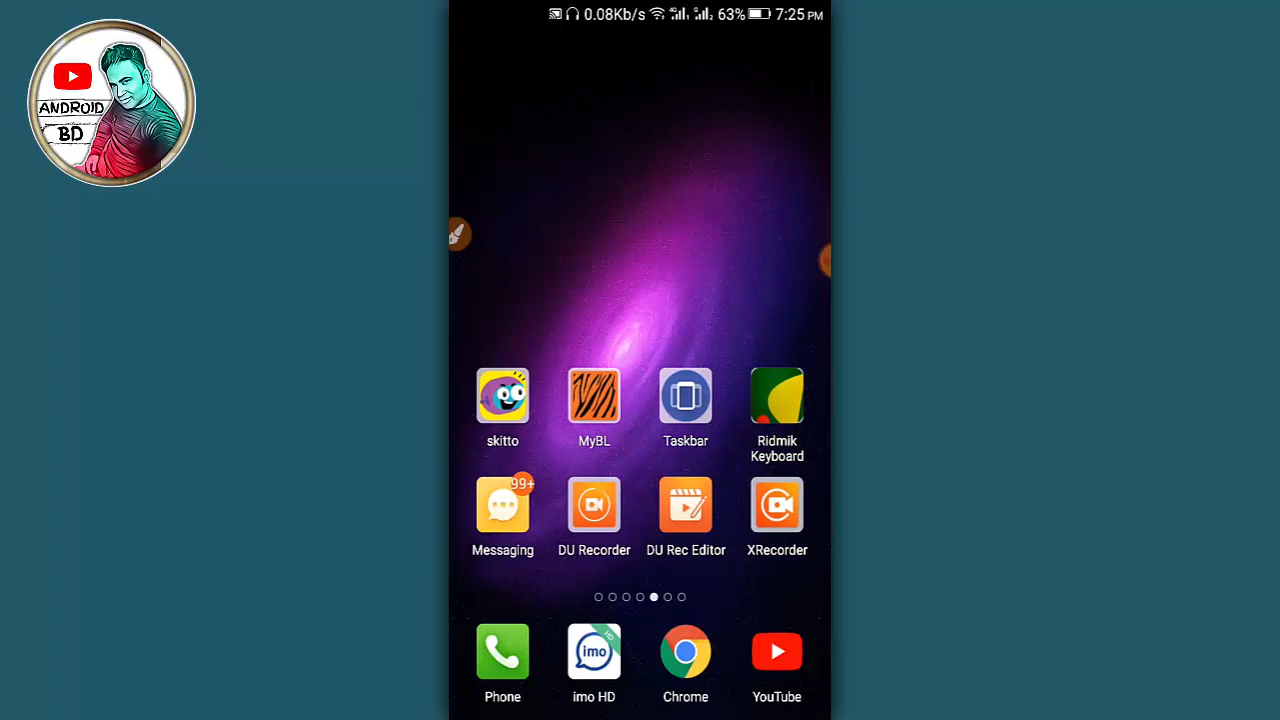 ANDROID
BD
0.08Kb/s 63% 7:25 PM
skitto MyBL Taskbar Ridmik Keyboard
99+
Messaging DU Recorder DU Rec Editor XRecorder
HD
imo
Phone imo HD Chrome YouTube